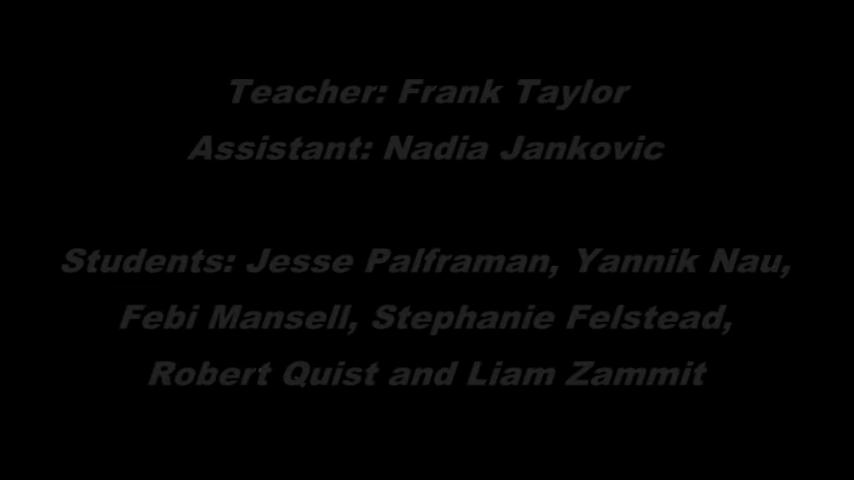 Teacher: Frank Taylor
Assistant: Nadia Jankovic
Students: Jesse Palframan, Yannik Nau,
Febi Mansell, Stephanie Felstead,
Robert Quist and Liam Zammit